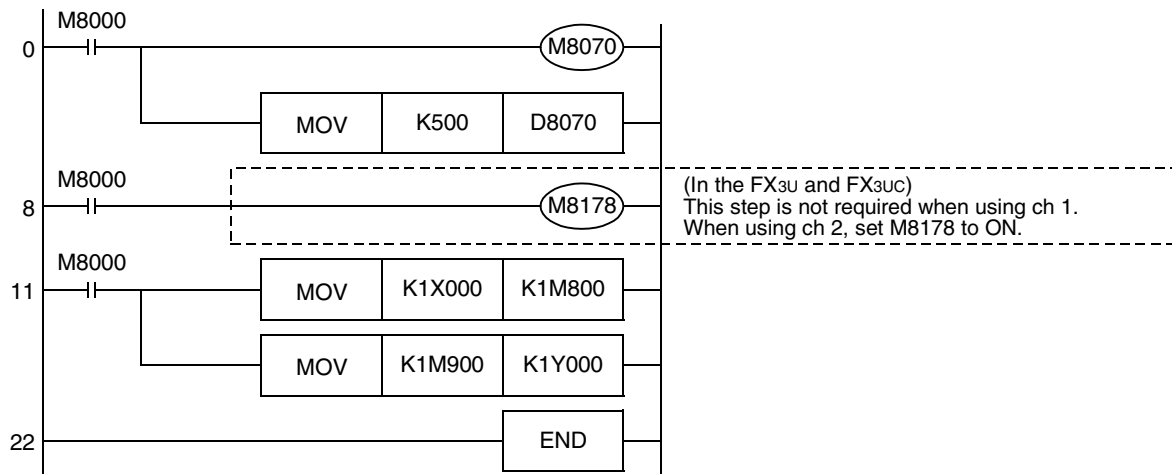 M8000
0
M8070
MOV K500 D8070
M8000
8
M8178
(In the FX3U and FX3UC)
This step is not required when using ch 1.
When using ch 2, set M8178 to ON.
M8000
11
MOV K1X000 K1M800
MOV K1M900 K1Y000
22
END